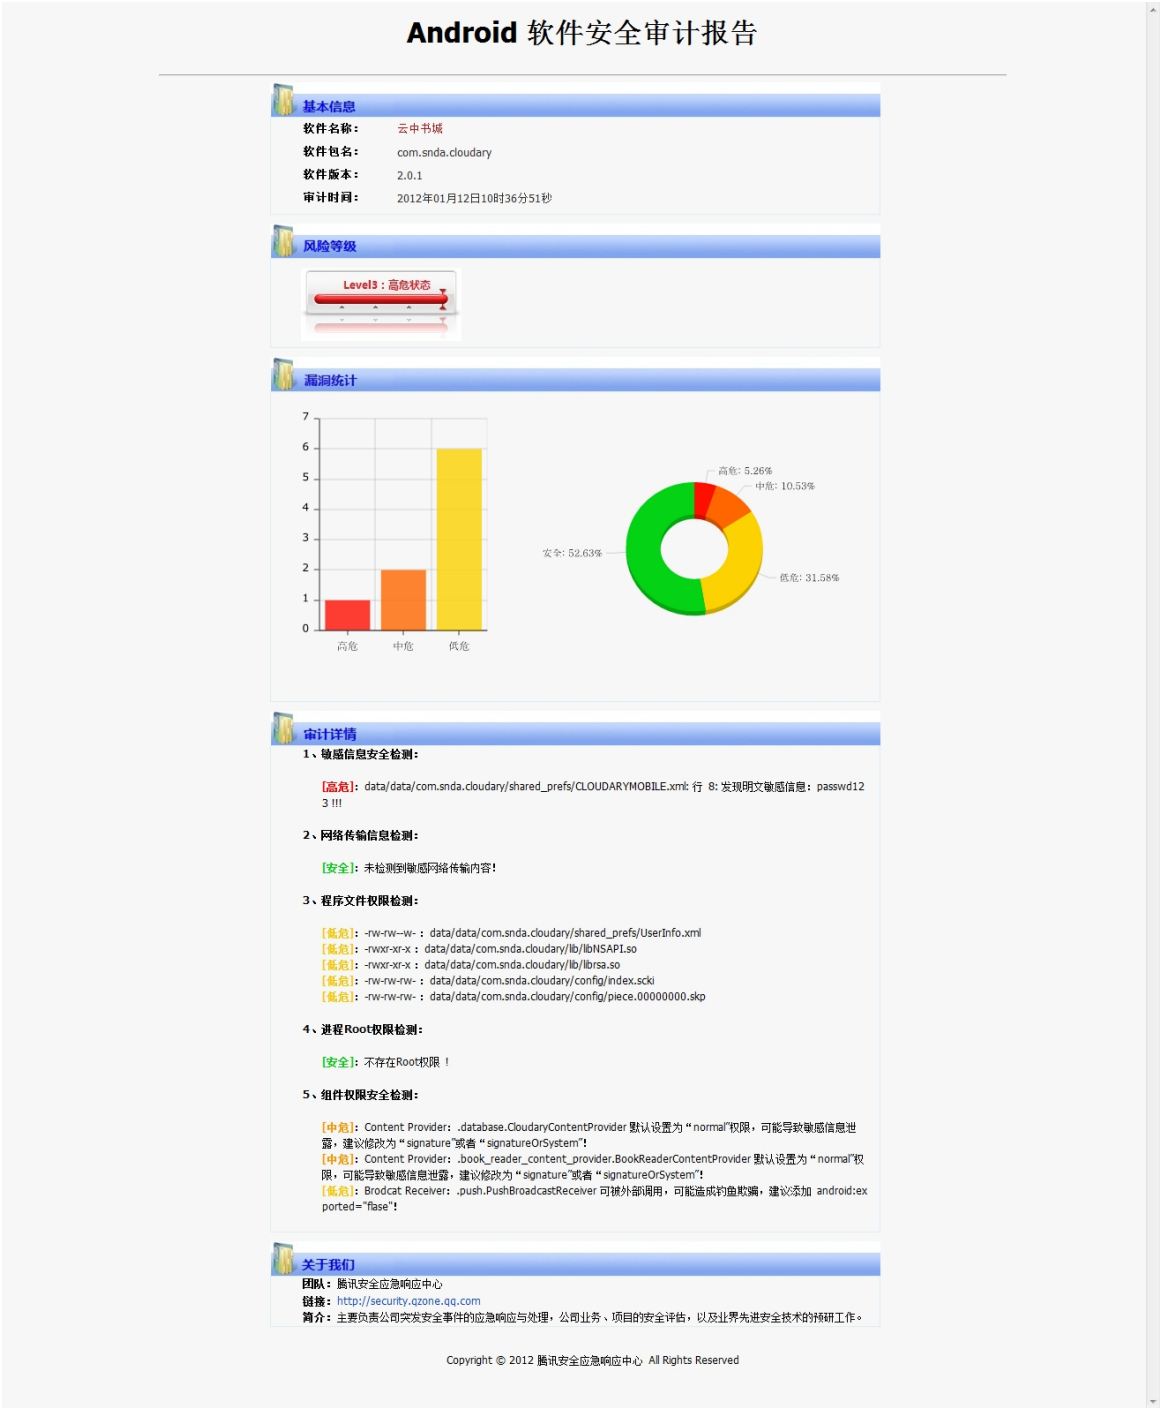 Android 软件安全审计报告
基本信息
软件名称： 云中书城
软件包名： com.snda.cloudary
软件版本： 2.0.1
审计时间： 2012年01月12日10时36分51秒
风险等级
Level3：高危状态
漏洞统计
7
6
5
4
3
2
1
0
高危 中危 低危
高危: 5.26%
中危: 10.53%
安全: 52.63%
低危: 31.58%
审计详情
1、敏感信息安全检测：
[高危]：data/data/com.snda.cloudary/shared_prefs/CLOUDARYMOBILE.xml: 行 8: 发现明文敏感信息：passwd12
3 !!!
2、网络传输信息检测：
[安全]：未检测到敏感网络传输内容！
3、程序文件权限检测：
[低危]：-rw-rw--w-：data/data/com.snda.cloudary/shared_prefs/UserInfo.xml
[低危]：-rwxr-xr-x：data/data/com.snda.cloudary/lib/libNSAPI.so
[低危]：-rwxr-xr-x：data/data/com.snda.cloudary/lib/librsa.so
[低危]：-rw-rw-rw-：data/data/com.snda.cloudary/config/index.scki
[低危]：-rw-rw-rw-：data/data/com.snda.cloudary/config/piece.00000000.skp
4、进程Root权限检测：
[安全]：不存在Root权限 ！
5、组件权限安全检测：
[中危]：Content Provider：.database.CloudaryContentProvider 默认设置为“normal”权限，可能导致敏感信息泄
露，建议修改为“signature”或者“signatureOrSystem”！
[中危]：Content Provider：.book_reader_content_provider.BookReaderContentProvider 默认设置为“normal”权
限，可能导致敏感信息泄露，建议修改为“signature”或者“signatureOrSystem”！
[低危]：Brodcat Receiver：.push.PushBroadcastReceiver 可被外部调用，可能造成钓鱼欺骗，建议添加 android:ex
ported="flase"！
关于我们
团队：腾讯安全应急响应中心
链接：http://security.qzone.qq.com
简介：主要负责公司突发安全事件的应急响应与处理，公司业务、项目的安全评估，以及业界先进安全技术的预研工作。
Copyright © 2012 腾讯安全应急响应中心 All Rights Reserved